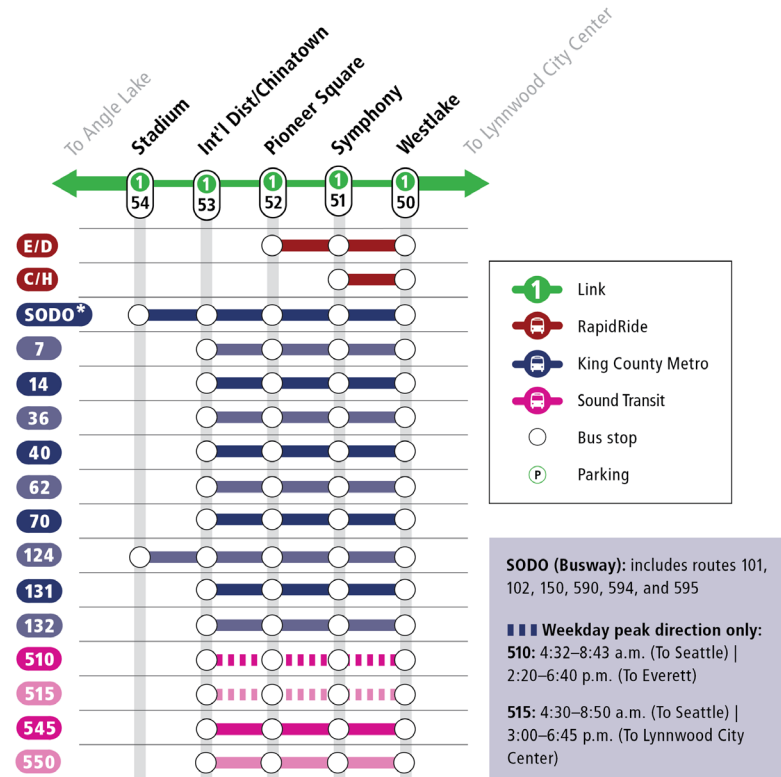 To Angle Lake
Stadium
Int'l Dist/Chinatown
Pioneer Square
Symphony
Westlake
To Lynnwood City Center
1 1 1 1 1
54 53 52 51 50
E/D
C/H
SODO*
7
14
36
40
62
70
124
131
132
510
515
545
550
1 Link
RapidRide
King County Metro
Sound Transit
Bus stop
P Parking
SODO (Busway): includes routes 101,
102, 150, 590, 594, and 595
Weekday peak direction only:
510: 4:32–8:43 a.m. (To Seattle) |
2:20–6:40 p.m. (To Everett)
515: 4:30–8:50 a.m. (To Seattle) |
3:00–6:45 p.m. (To Lynnwood City
Center)